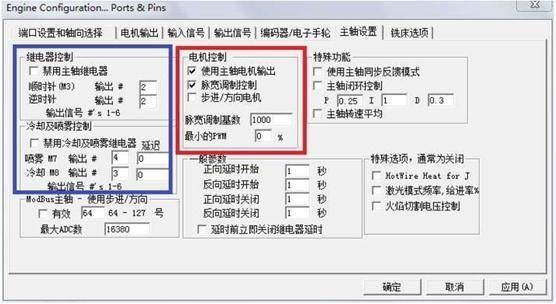 Engine Configuration... Ports & Pins
端口设置和轴向选择 电机输出 输入信号 输出信号 编码器/电子手轮 主轴设置 铣床选项
继电器控制
禁用主轴继电器
顺时针(M3) 输出 # 2
逆时针 输出 # 2
输出信号 #'s 1-6
冷却及喷雾控制
禁用冷却及喷雾继电器 延迟
喷雾 M7 输出 # 4 0
冷却 M8 输出 # 3 0
输出信号 #'s 1-6
ModBus主轴 - 使用步进/方向
有效 64 64 - 127 号
最大ADC数 16380
电机控制
使用主轴电机输出
脉宽调制控制
步进/方向电机
脉宽调制基数 1000
最小的PWM 0 %
一般参数
正向延时开始 1 秒
反向延时开始 1 秒
正向延时关闭 1 秒
反向延时关闭 1 秒
延时前立即关闭继电器延时
特殊功能
使用主轴同步反馈模式
主轴闭环控制
P 0.25 I 1 D 0.3
主轴转速平均
特殊选项,通常为关闭
HotWire Heat for J
激光模式频率,给进率%
火焰切割电压控制
确定 取消 应用(A)